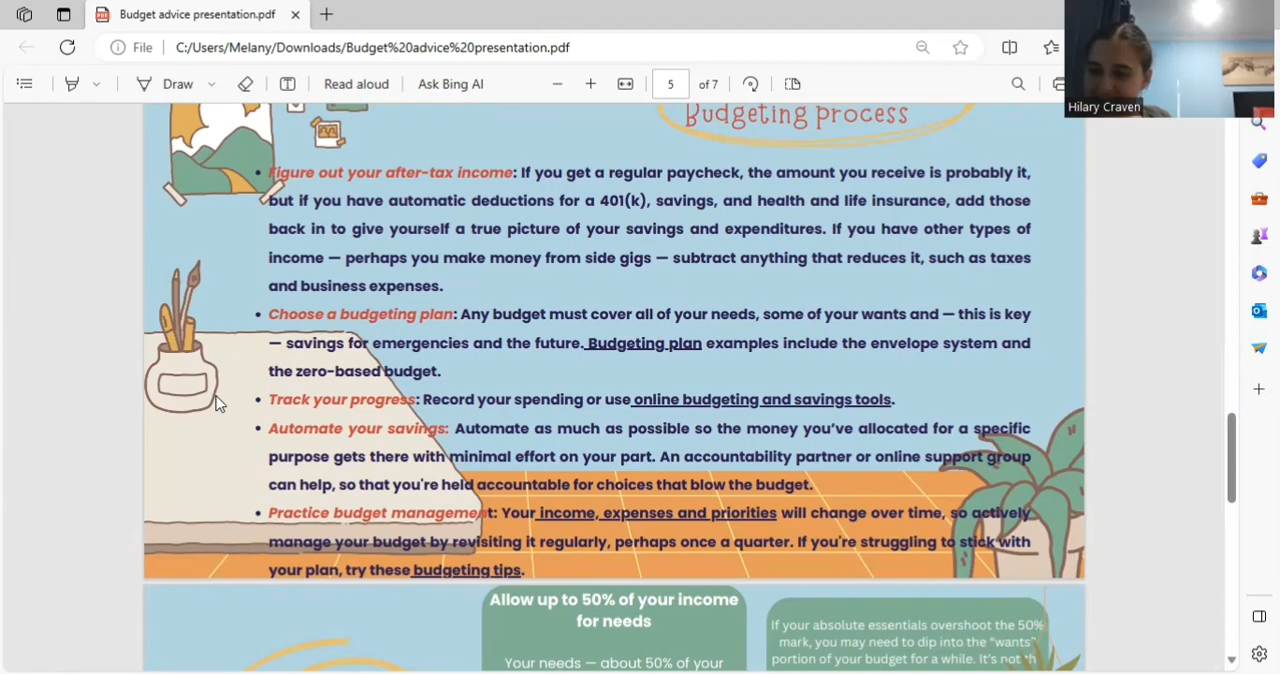 Budget advice presentation.pdf
File C:/Users/Melany/Downloads/Budget%20advice%20presentation.pdf
Draw Read aloud Ask Bing AI 5 of 7
Hilary Craven
Budgeting process
• Figure out your after-tax income: If you get a regular paycheck, the amount you receive is probably it,
but if you have automatic deductions for a 401(k), savings, and health and life insurance, add those
back in to give yourself a true picture of your savings and expenditures. If you have other types of
income — perhaps you make money from side gigs — subtract anything that reduces it, such as taxes
and business expenses.
• Choose a budgeting plan: Any budget must cover all of your needs, some of your wants and — this is key
— savings for emergencies and the future. Budgeting plan examples include the envelope system and
the zero-based budget.
• Track your progress: Record your spending or use online budgeting and savings tools.
• Automate your savings: Automate as much as possible so the money you've allocated for a specific
purpose gets there with minimal effort on your part. An accountability partner or online support group
can help, so that you're held accountable for choices that blow the budget.
• Practice budget management: Your income, expenses and priorities will change over time, so actively
manage your budget by revisiting it regularly, perhaps once a quarter. If you're struggling to stick with
your plan, try these budgeting tips.
Allow up to 50% of your income
for needs
Your needs — about 50% of your
If your absolute essentials overshoot the 50%
mark, you may need to dip into the "wants"
portion of your budget for a while. It's not th